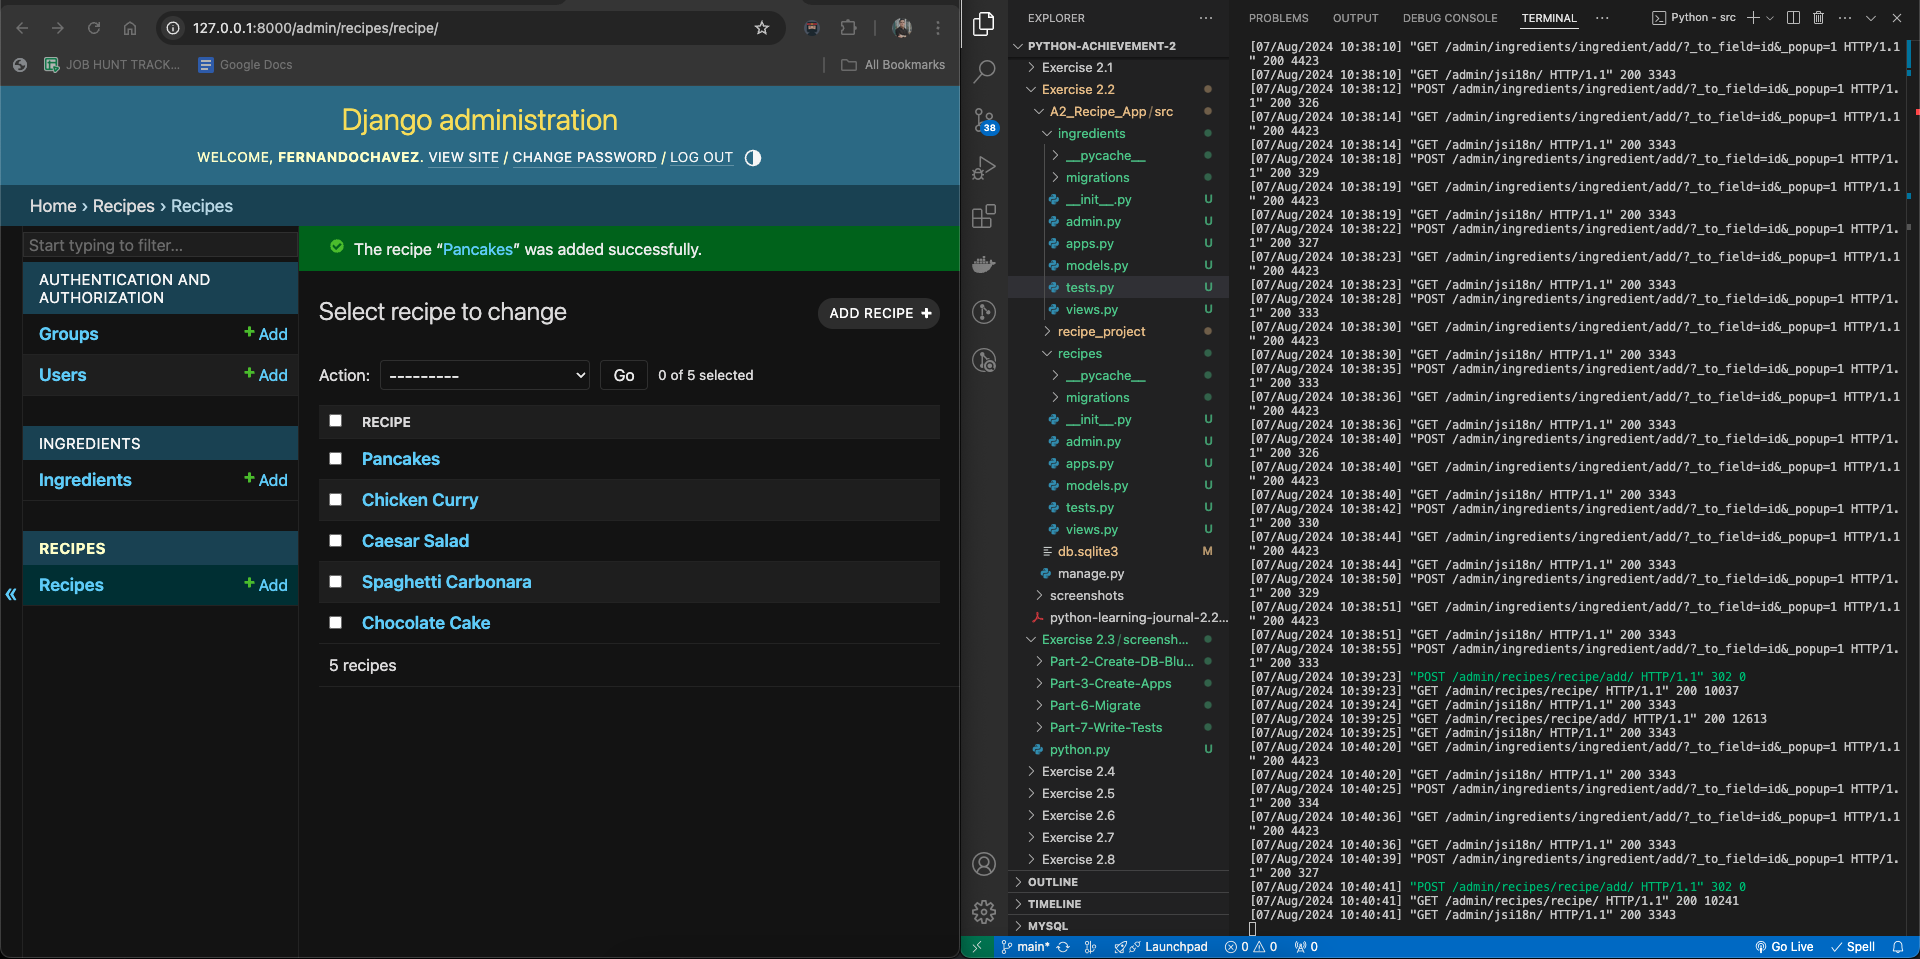 127.0.0.1:8000/admin/recipes/recipe/
JOB HUNT TRACK...
Google Docs
All Bookmarks
Django administration
WELCOME, FERNANDOCHAVEZ. VIEW SITE / CHANGE PASSWORD / LOG OUT
Home › Recipes › Recipes
Start typing to filter...
AUTHENTICATION AND
AUTHORIZATION
Groups + Add
Users + Add
INGREDIENTS
Ingredients + Add
RECIPES
Recipes + Add
«
The recipe “Pancakes” was added successfully.
Select recipe to change
ADD RECIPE +
Action: --------- Go 0 of 5 selected
RECIPE
Pancakes
Chicken Curry
Caesar Salad
Spaghetti Carbonara
Chocolate Cake
5 recipes
38
EXPLORER ...
PYTHON-ACHIEVEMENT-2
Exercise 2.1
Exercise 2.2
A2_Recipe_App/src
ingredients
__pycache__
migrations
__init__.py U
admin.py U
apps.py U
models.py U
tests.py U
views.py U
recipe_project
recipes
__pycache__
migrations
__init__.py U
admin.py U
apps.py U
models.py U
tests.py U
views.py U
db.sqlite3 M
manage.py
screenshots
python-learning-journal-2.2...
Exercise 2.3/screensh...
Part-2-Create-DB-Blu...
Part-3-Create-Apps
Part-6-Migrate
Part-7-Write-Tests
python.py U
Exercise 2.4
Exercise 2.5
Exercise 2.6
Exercise 2.7
Exercise 2.8
OUTLINE
TIMELINE
MYSQL
PROBLEMS OUTPUT DEBUG CONSOLE TERMINAL ... Python - src
[07/Aug/2024 10:38:10] "GET /admin/ingredients/ingredient/add/?_to_field=id&_popup=1 HTTP/1.1
" 200 4423
[07/Aug/2024 10:38:10] "GET /admin/jsi18n/ HTTP/1.1" 200 3343
[07/Aug/2024 10:38:12] "POST /admin/ingredients/ingredient/add/?_to_field=id&_popup=1 HTTP/1.
1" 200 326
[07/Aug/2024 10:38:14] "GET /admin/ingredients/ingredient/add/?_to_field=id&_popup=1 HTTP/1.1
" 200 4423
[07/Aug/2024 10:38:14] "GET /admin/jsi18n/ HTTP/1.1" 200 3343
[07/Aug/2024 10:38:18] "POST /admin/ingredients/ingredient/add/?_to_field=id&_popup=1 HTTP/1.
1" 200 329
[07/Aug/2024 10:38:19] "GET /admin/ingredients/ingredient/add/?_to_field=id&_popup=1 HTTP/1.1
" 200 4423
[07/Aug/2024 10:38:19] "GET /admin/jsi18n/ HTTP/1.1" 200 3343
[07/Aug/2024 10:38:22] "POST /admin/ingredients/ingredient/add/?_to_field=id&_popup=1 HTTP/1.
1" 200 327
[07/Aug/2024 10:38:23] "GET /admin/ingredients/ingredient/add/?_to_field=id&_popup=1 HTTP/1.1
" 200 4423
[07/Aug/2024 10:38:23] "GET /admin/jsi18n/ HTTP/1.1" 200 3343
[07/Aug/2024 10:38:28] "POST /admin/ingredients/ingredient/add/?_to_field=id&_popup=1 HTTP/1.
1" 200 333
[07/Aug/2024 10:38:30] "GET /admin/ingredients/ingredient/add/?_to_field=id&_popup=1 HTTP/1.1
" 200 4423
[07/Aug/2024 10:38:30] "GET /admin/jsi18n/ HTTP/1.1" 200 3343
[07/Aug/2024 10:38:35] "POST /admin/ingredients/ingredient/add/?_to_field=id&_popup=1 HTTP/1.
1" 200 333
[07/Aug/2024 10:38:36] "GET /admin/ingredients/ingredient/add/?_to_field=id&_popup=1 HTTP/1.1
" 200 4423
[07/Aug/2024 10:38:36] "GET /admin/jsi18n/ HTTP/1.1" 200 3343
[07/Aug/2024 10:38:40] "POST /admin/ingredients/ingredient/add/?_to_field=id&_popup=1 HTTP/1.
1" 200 326
[07/Aug/2024 10:38:40] "GET /admin/ingredients/ingredient/add/?_to_field=id&_popup=1 HTTP/1.1
" 200 4423
[07/Aug/2024 10:38:40] "GET /admin/jsi18n/ HTTP/1.1" 200 3343
[07/Aug/2024 10:38:42] "POST /admin/ingredients/ingredient/add/?_to_field=id&_popup=1 HTTP/1.
1" 200 330
[07/Aug/2024 10:38:44] "GET /admin/ingredients/ingredient/add/?_to_field=id&_popup=1 HTTP/1.1
" 200 4423
[07/Aug/2024 10:38:44] "GET /admin/jsi18n/ HTTP/1.1" 200 3343
[07/Aug/2024 10:38:50] "POST /admin/ingredients/ingredient/add/?_to_field=id&_popup=1 HTTP/1.
1" 200 329
[07/Aug/2024 10:38:51] "GET /admin/ingredients/ingredient/add/?_to_field=id&_popup=1 HTTP/1.1
" 200 4423
[07/Aug/2024 10:38:51] "GET /admin/jsi18n/ HTTP/1.1" 200 3343
[07/Aug/2024 10:38:55] "POST /admin/ingredients/ingredient/add/?_to_field=id&_popup=1 HTTP/1.
1" 200 333
[07/Aug/2024 10:39:23] "POST /admin/recipes/recipe/add/ HTTP/1.1" 302 0
[07/Aug/2024 10:39:23] "GET /admin/recipes/recipe/ HTTP/1.1" 200 10037
[07/Aug/2024 10:39:24] "GET /admin/jsi18n/ HTTP/1.1" 200 3343
[07/Aug/2024 10:39:25] "GET /admin/recipes/recipe/add/ HTTP/1.1" 200 12613
[07/Aug/2024 10:39:25] "GET /admin/jsi18n/ HTTP/1.1" 200 3343
[07/Aug/2024 10:40:20] "GET /admin/ingredients/ingredient/add/?_to_field=id&_popup=1 HTTP/1.1
" 200 4423
[07/Aug/2024 10:40:20] "GET /admin/jsi18n/ HTTP/1.1" 200 3343
[07/Aug/2024 10:40:25] "POST /admin/ingredients/ingredient/add/?_to_field=id&_popup=1 HTTP/1.
1" 200 334
[07/Aug/2024 10:40:36] "GET /admin/ingredients/ingredient/add/?_to_field=id&_popup=1 HTTP/1.1
" 200 4423
[07/Aug/2024 10:40:36] "GET /admin/jsi18n/ HTTP/1.1" 200 3343
[07/Aug/2024 10:40:39] "POST /admin/ingredients/ingredient/add/?_to_field=id&_popup=1 HTTP/1.
1" 200 327
[07/Aug/2024 10:40:41] "POST /admin/recipes/recipe/add/ HTTP/1.1" 302 0
[07/Aug/2024 10:40:41] "GET /admin/recipes/recipe/ HTTP/1.1" 200 10241
[07/Aug/2024 10:40:41] "GET /admin/jsi18n/ HTTP/1.1" 200 3343
main* Launchpad 0 0 0 Go Live Spell